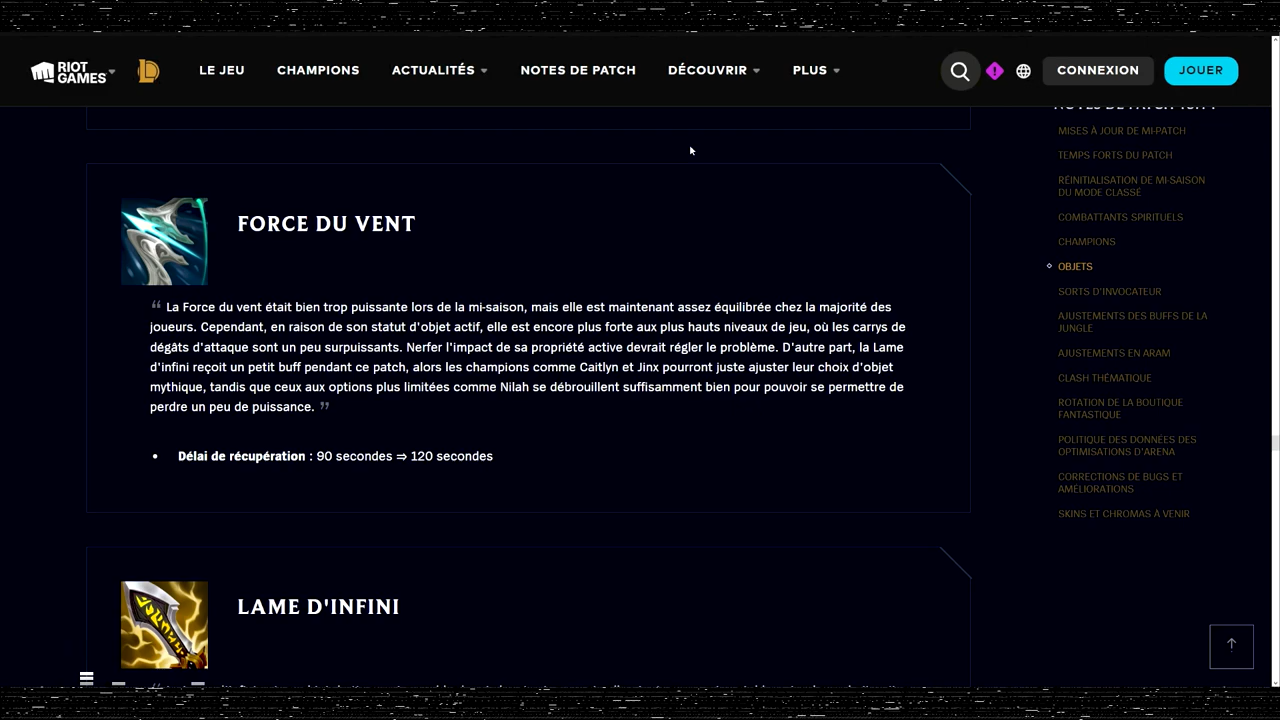 RIOT GAMES
LE JEU
CHAMPIONS
ACTUALITÉS
NOTES DE PATCH
DÉCOUVRIR
PLUS
CONNEXION
JOUER
FORCE DU VENT
“ La Force du vent était bien trop puissante lors de la mi-saison, mais elle est maintenant assez équilibrée chez la majorité des
joueurs. Cependant, en raison de son statut d'objet actif, elle est encore plus forte aux plus hauts niveaux de jeu, où les carrys de
dégâts d'attaque sont un peu surpuissants. Nerfer l'impact de sa propriété active devrait régler le problème. D'autre part, la Lame
d'infini reçoit un petit buff pendant ce patch, alors les champions comme Caitlyn et Jinx pourront juste ajuster leur choix d'objet
mythique, tandis que ceux aux options plus limitées comme Nilah se débrouillent suffisamment bien pour pouvoir se permettre de
perdre un peu de puissance. ”
• Délai de récupération : 90 secondes ⇒ 120 secondes
LAME D'INFINI
MISES À JOUR DE MI-PATCH
TEMPS FORTS DU PATCH
RÉINITIALISATION DE MI-SAISON
DU MODE CLASSÉ
COMBATTANTS SPIRITUELS
CHAMPIONS
OBJETS
SORTS D'INVOCATEUR
AJUSTEMENTS DES BUFFS DE LA
JUNGLE
AJUSTEMENTS EN ARAM
CLASH THÉMATIQUE
ROTATION DE LA BOUTIQUE
FANTASTIQUE
POLITIQUE DES DONNÉES DES
OPTIMISATIONS D'ARENA
CORRECTIONS DE BUGS ET
AMÉLIORATIONS
SKINS ET CHROMAS À VENIR